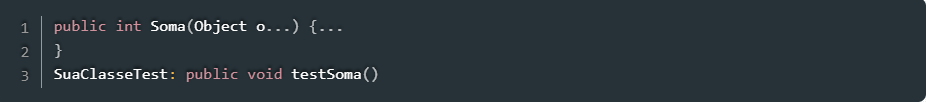 1 public int Soma(Object o...) {...
2 }
3 SuaClasseTest: public void testSoma()